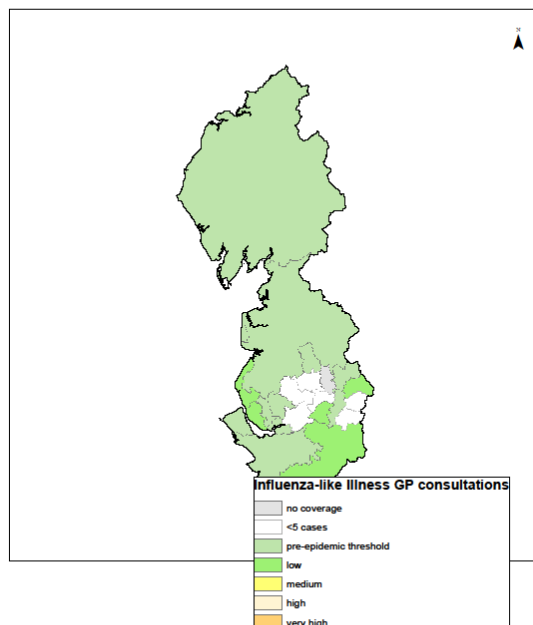 N
Influenza-like Illness GP consultations
no coverage
<5 cases
pre-epidemic threshold
low
medium
high
very high